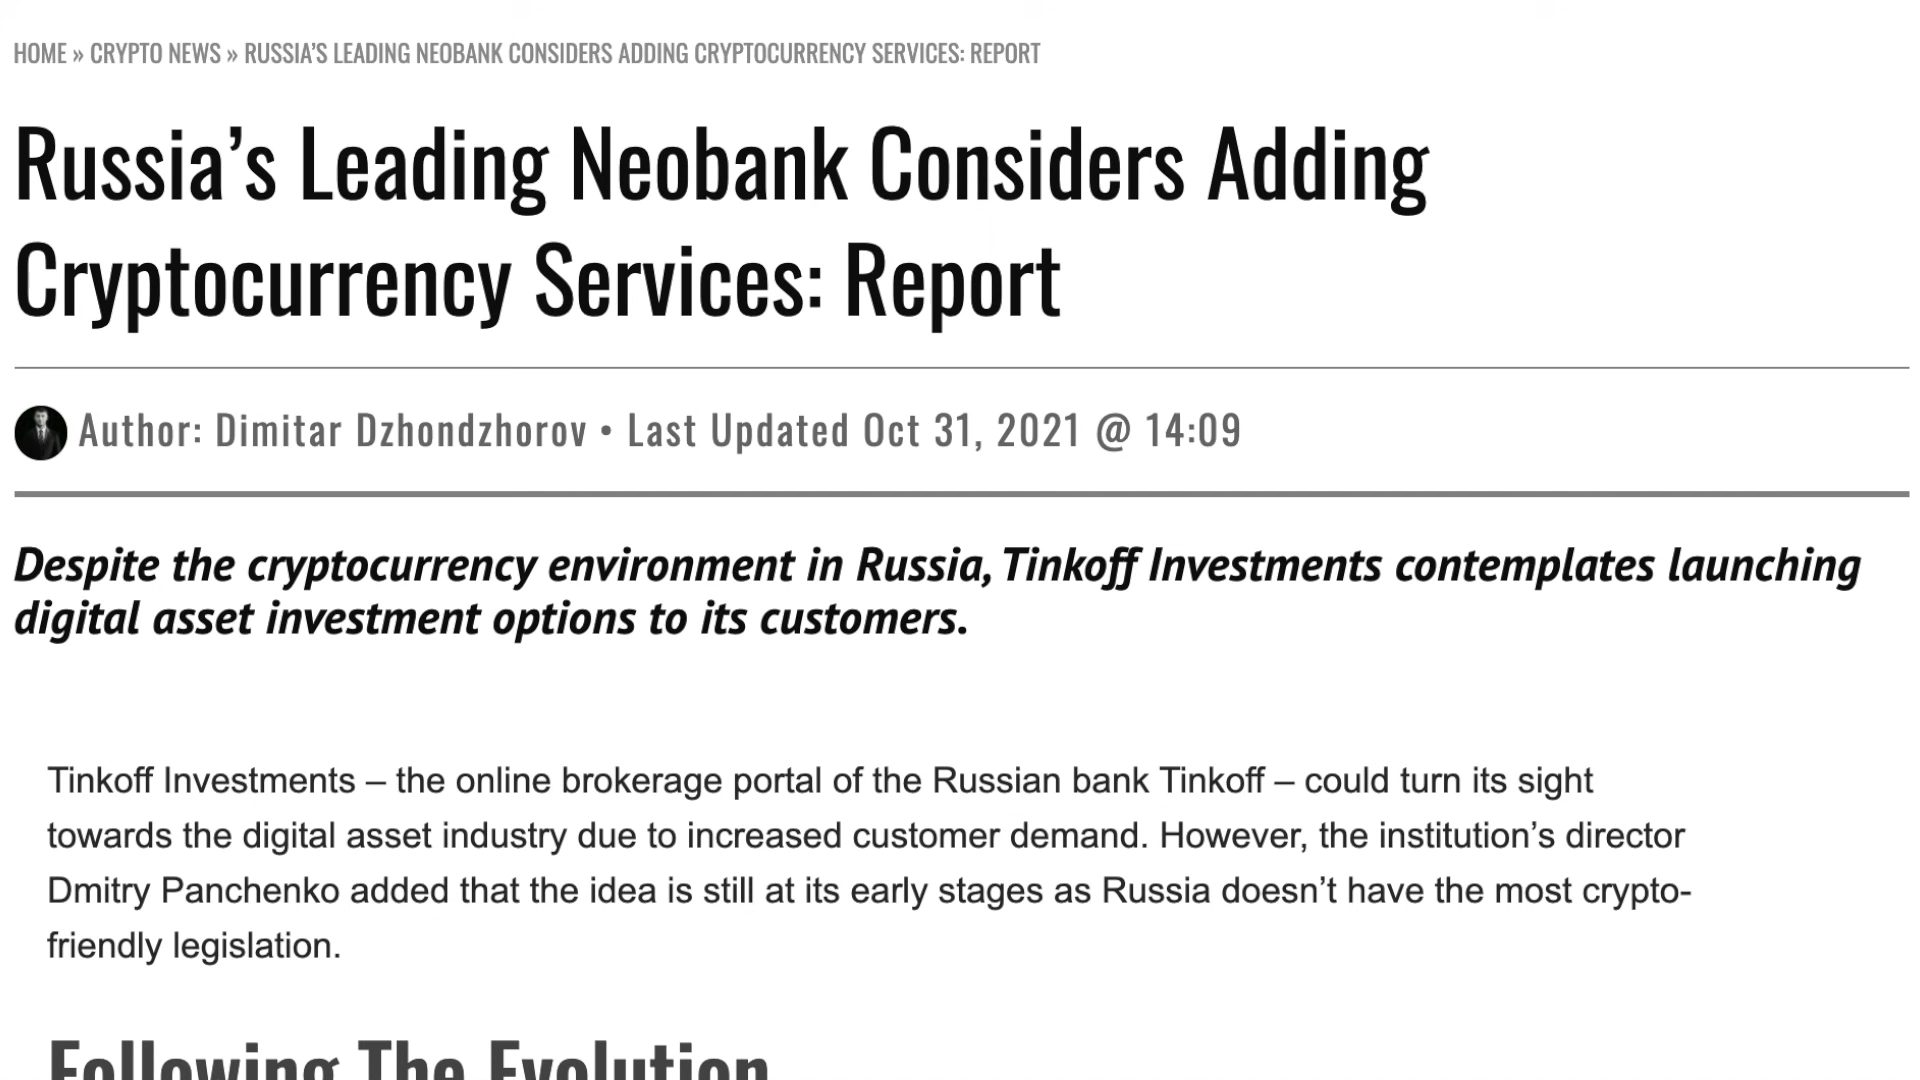 HOME » CRYPTO NEWS » RUSSIA’S LEADING NEOBANK CONSIDERS ADDING CRYPTOCURRENCY SERVICES: REPORT
Russia’s Leading Neobank Considers Adding
Cryptocurrency Services: Report
Author: Dimitar Dzhondzhorov • Last Updated Oct 31, 2021 @ 14:09
Despite the cryptocurrency environment in Russia, Tinkoff Investments contemplates launching
digital asset investment options to its customers.
Tinkoff Investments – the online brokerage portal of the Russian bank Tinkoff – could turn its sight
towards the digital asset industry due to increased customer demand. However, the institution’s director
Dmitry Panchenko added that the idea is still at its early stages as Russia doesn’t have the most crypto-
friendly legislation.
Following The Evolution